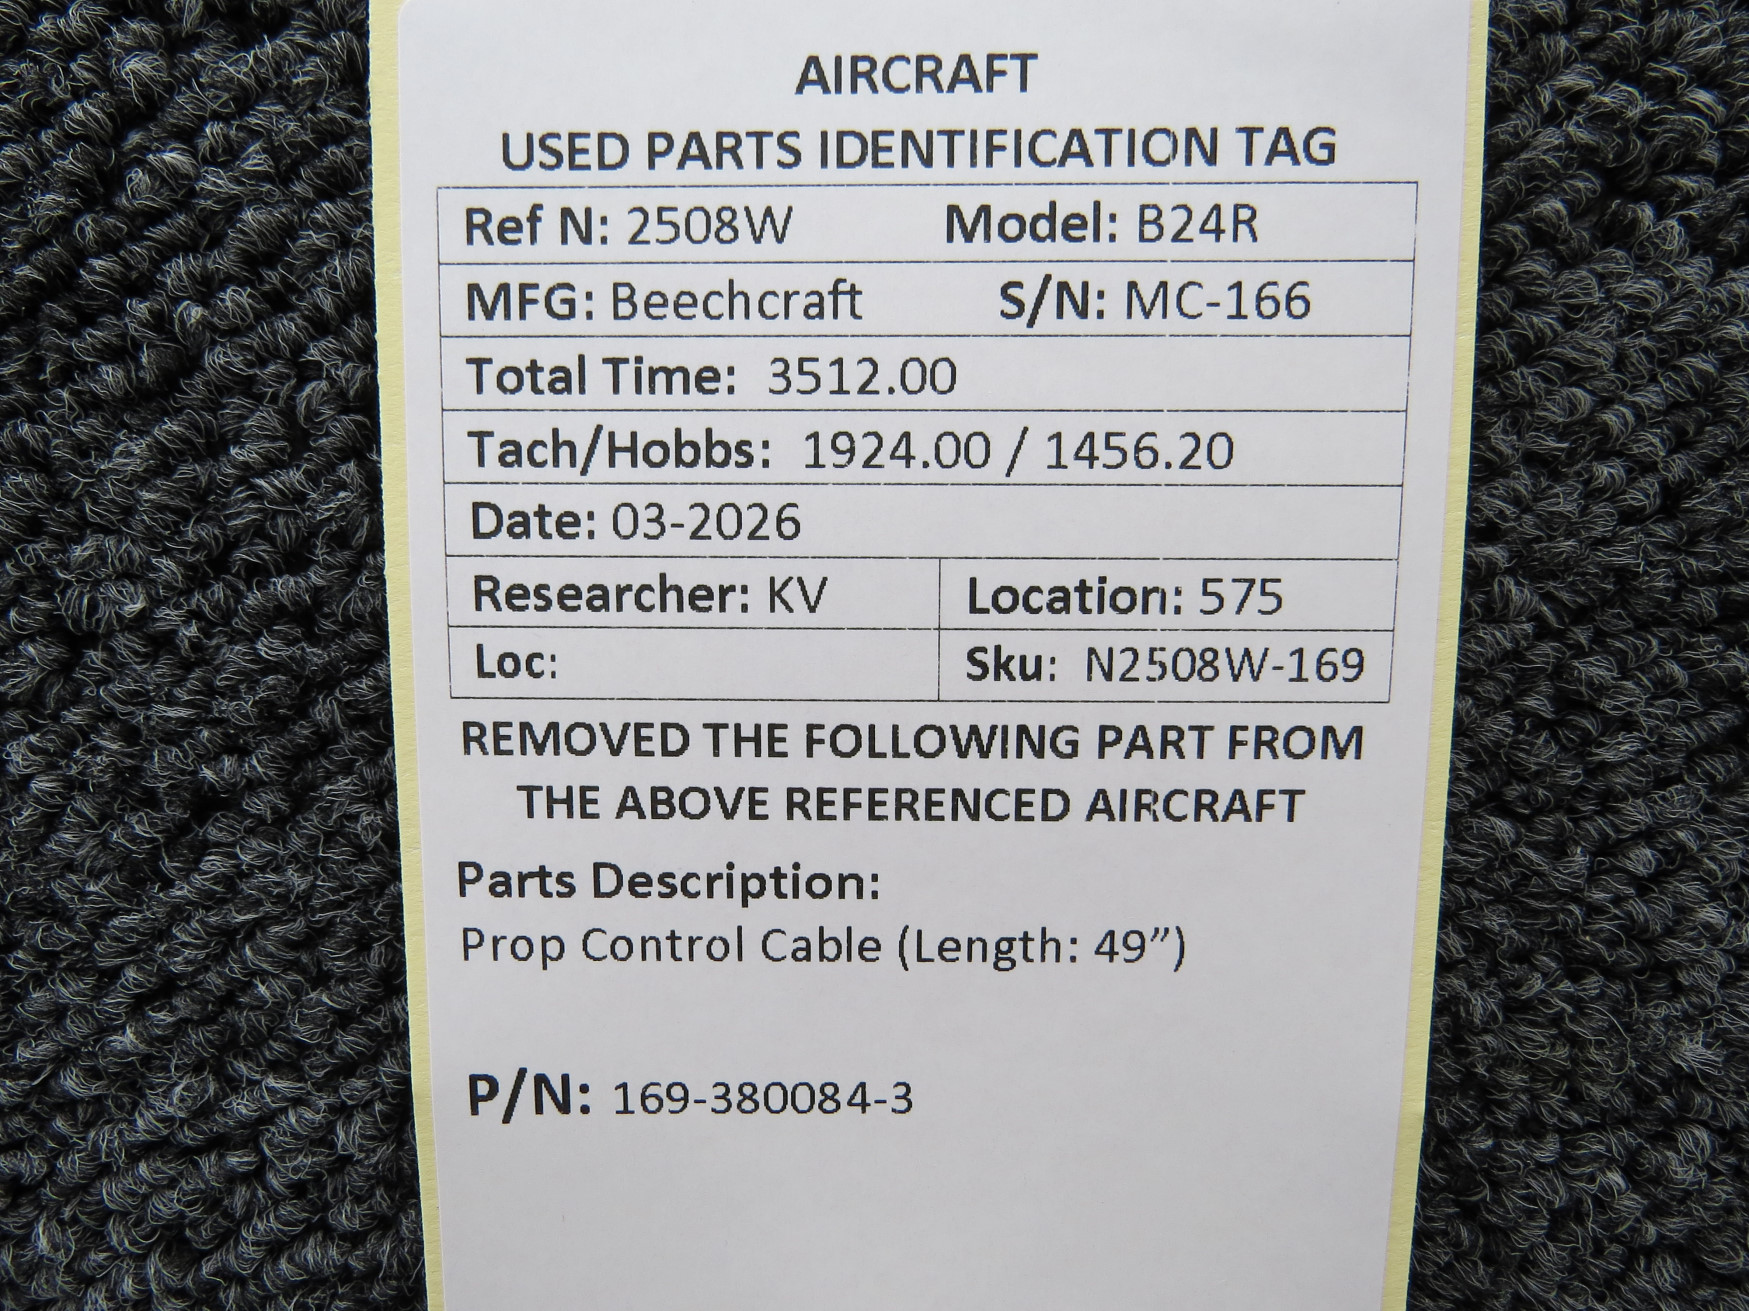 AIRCRAFT
USED PARTS IDENTIFICATION TAG
Ref N: 2508W Model: B24R
MFG: Beechcraft S/N: MC-166
Total Time: 3512.00
Tach/Hobbs: 1924.00 / 1456.20
Date: 03-2026
Researcher: KV Location: 575
Loc: Sku: N2508W-169
REMOVED THE FOLLOWING PART FROM
THE ABOVE REFERENCED AIRCRAFT
Parts Description:
Prop Control Cable (Length: 49”)
P/N: 169-380084-3